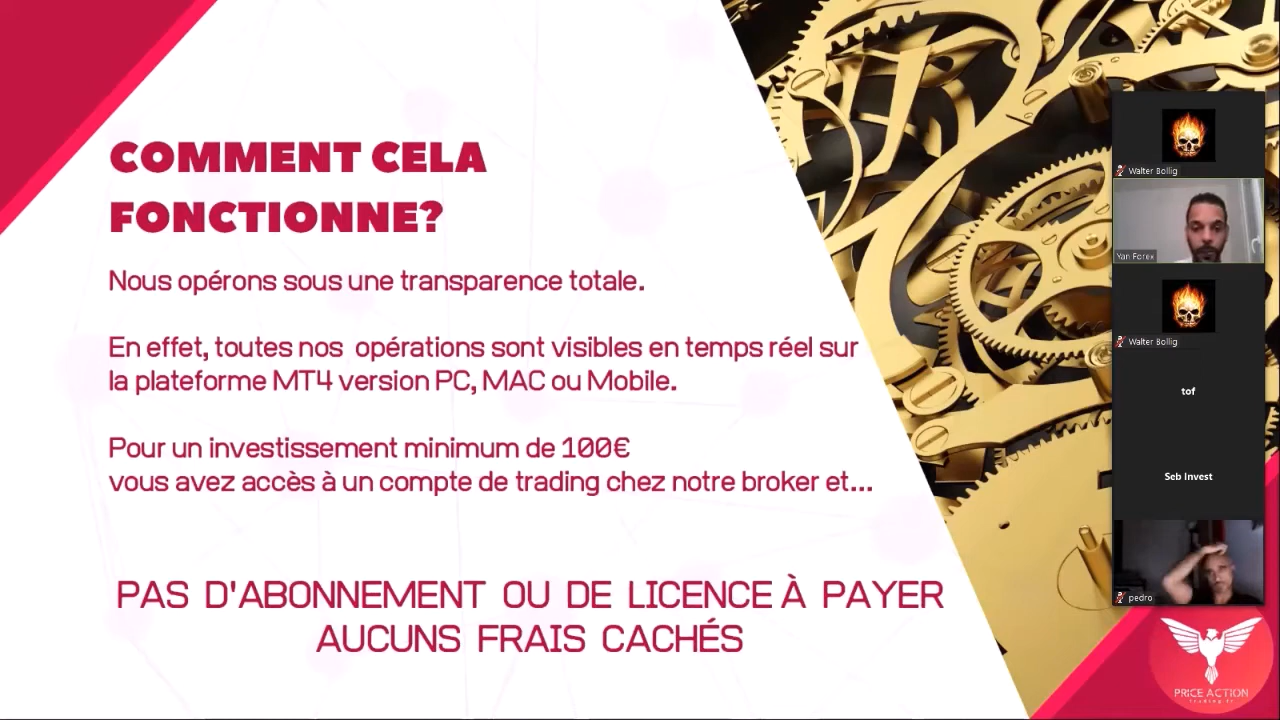 COMMENT CELA
FONCTIONNE?
Nous opérons sous une transparence totale.
En effet, toutes nos opérations sont visibles en temps réel sur
la plateforme MT4 version PC, MAC ou Mobile.
Pour un investissement minimum de 100€
vous avez accès à un compte de trading chez notre broker et...
PAS D'ABONNEMENT OU DE LICENCE À PAYER
AUCUNS FRAIS CACHÉS
Walter Bollig
Yan Forex
Walter Bollig
tof
Seb Invest
pedro
PRICE ACTION
trading fr